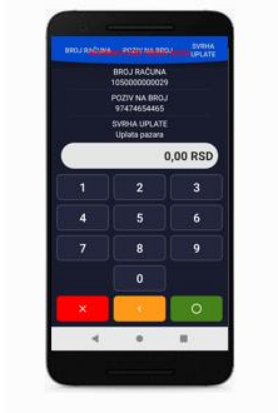 BROJ RAČUNA POZIV NA BROJ SVRHA
UPLATE
BROJ RAČUNA
1050000000029
POZIV NA BROJ
97474654465
SVRHA UPLATE
Uplata pazara
0,00 RSD
1 2 3
4 5 6
7 8 9
0